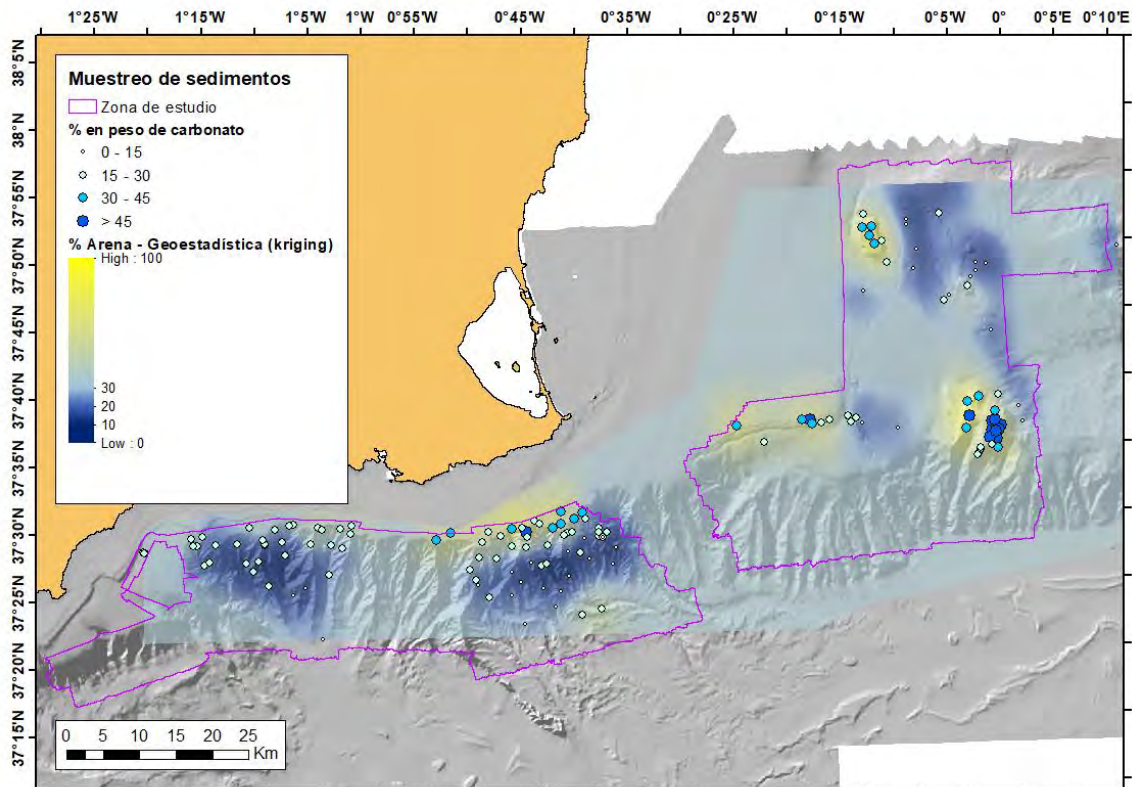 1°25'W 1°15'W 1°5'W 1°0'W 0°55'W 0°45'W 0°35'W 0°25'W 0°15'W 0°5'W 0° 0°5'E 0°10'E
38°5'N
38°N
37°55'N
37°50'N
37°45'N
37°40'N
37°35'N
37°30'N
37°25'N
37°20'N
37°15'N
Muestreo de sedimentos
Zona de estudio
% en peso de carbonato
0 - 15
15 - 30
30 - 45
> 45
% Arena - Geoestadística (kriging)
High : 100
30
20
10
Low : 0
0 5 10 15 20 25
Km